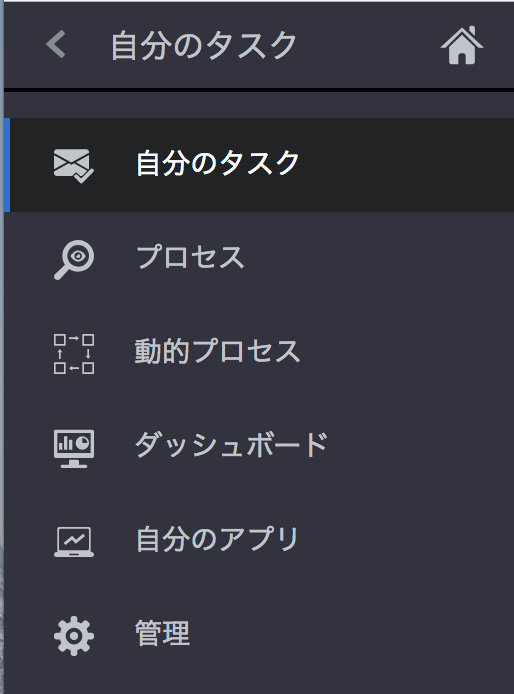 自分のタスク
自分のタスク
プロセス
動的プロセス
ダッシュボード
自分のアプリ
管理